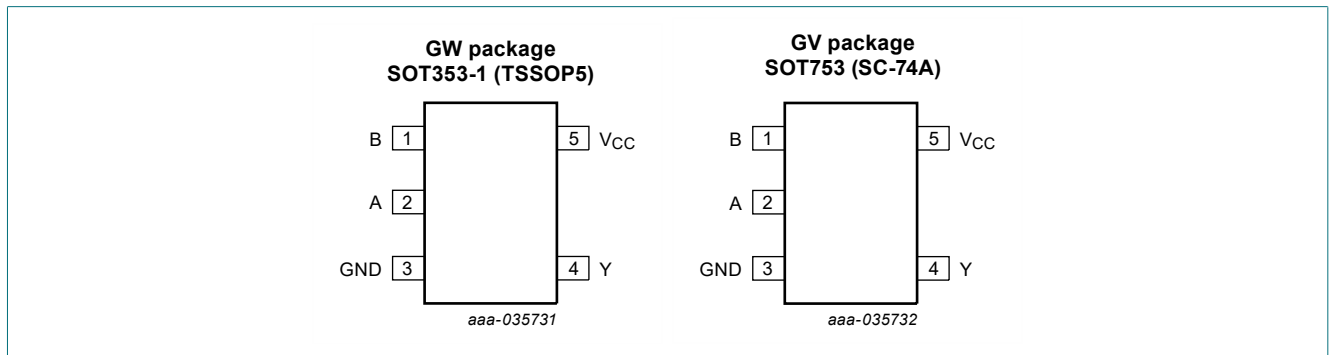 GW package
SOT353-1 (TSSOP5)
B 1
5 VCC
A 2
GND 3
4 Y
aaa-035731
GV package
SOT753 (SC-74A)
B 1
5 VCC
A 2
GND 3
4 Y
aaa-035732